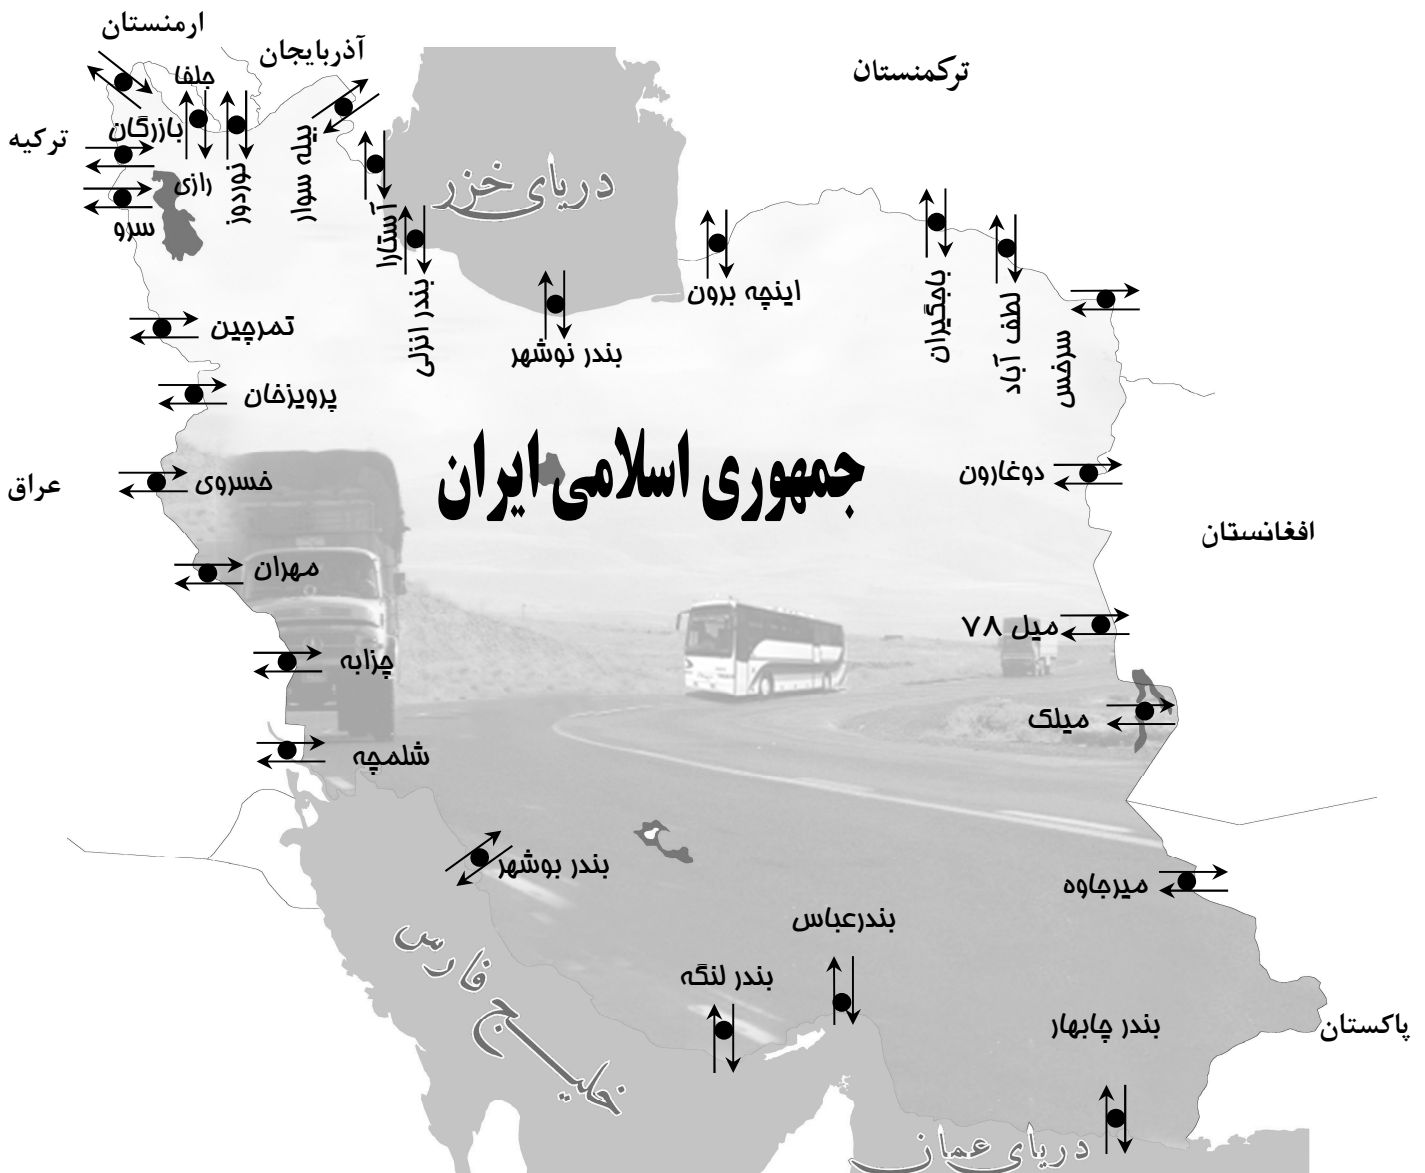 ارمنستان
آذربایجان
ترکمنستان
جلفا
بازرگان
ترکیه
رازی
نوردوز
بیله سوار
سرو
آستارا
دریای خزر
بندر انزلی
بندر نوشهر
اینچه برون
باجگیران
لطف آباد
سرخس
تمرچین
پرویزخان
جمهوری اسلامی ایران
خسروی
عراق
دوغارون
افغانستان
مهران
میل ۷۸
چزابه
میلک
شلمچه
بندر بوشهر
میرجاوه
بندرعباس
خلیج فارس
بندر لنگه
بندر چابهار
پاکستان
دریای عمان